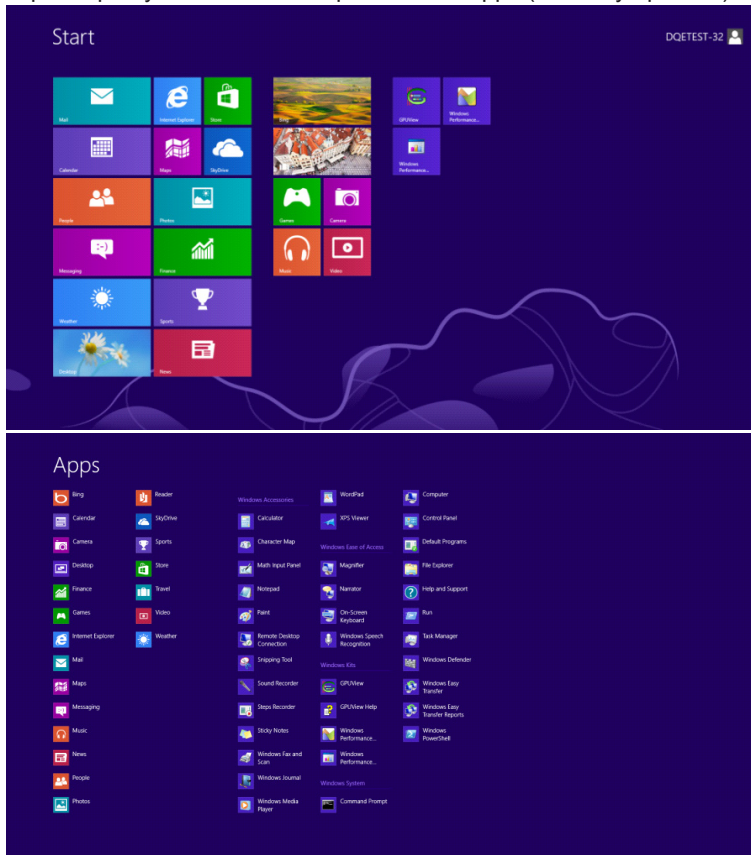 Start
DQETEST-32
Mail
Internet Explorer
Store
Bing
GPUView
Windows Performance...
Calendar
Maps
SkyDrive
Windows Performance...
People
Photos
Games
Camera
Messaging
Finance
Music
Video
Weather
Sports
Desktop
News
Apps
Bing
Calendar
Camera
Desktop
Finance
Games
Internet Explorer
Mail
Maps
Messaging
Music
News
People
Photos
Reader
SkyDrive
Sports
Store
Travel
Video
Weather
Windows Accessories
Calculator
Character Map
Math Input Panel
Notepad
Paint
Remote Desktop
Connection
Snipping Tool
Sound Recorder
Steps Recorder
Sticky Notes
Windows Fax and
Scan
Windows Journal
Windows Media
Player
WordPad
XPS Viewer
Windows Ease of Access
Magnifier
Narrator
On-Screen
Keyboard
Windows Speech
Recognition
Windows Kits
GPUView
GPUView Help
Windows
Performance...
Windows
Performance...
Windows System
Command Prompt
Computer
Control Panel
Default Programs
File Explorer
Help and Support
Run
Task Manager
Windows Defender
Windows Easy
Transfer
Windows Easy
Transfer Reports
Windows
PowerShell